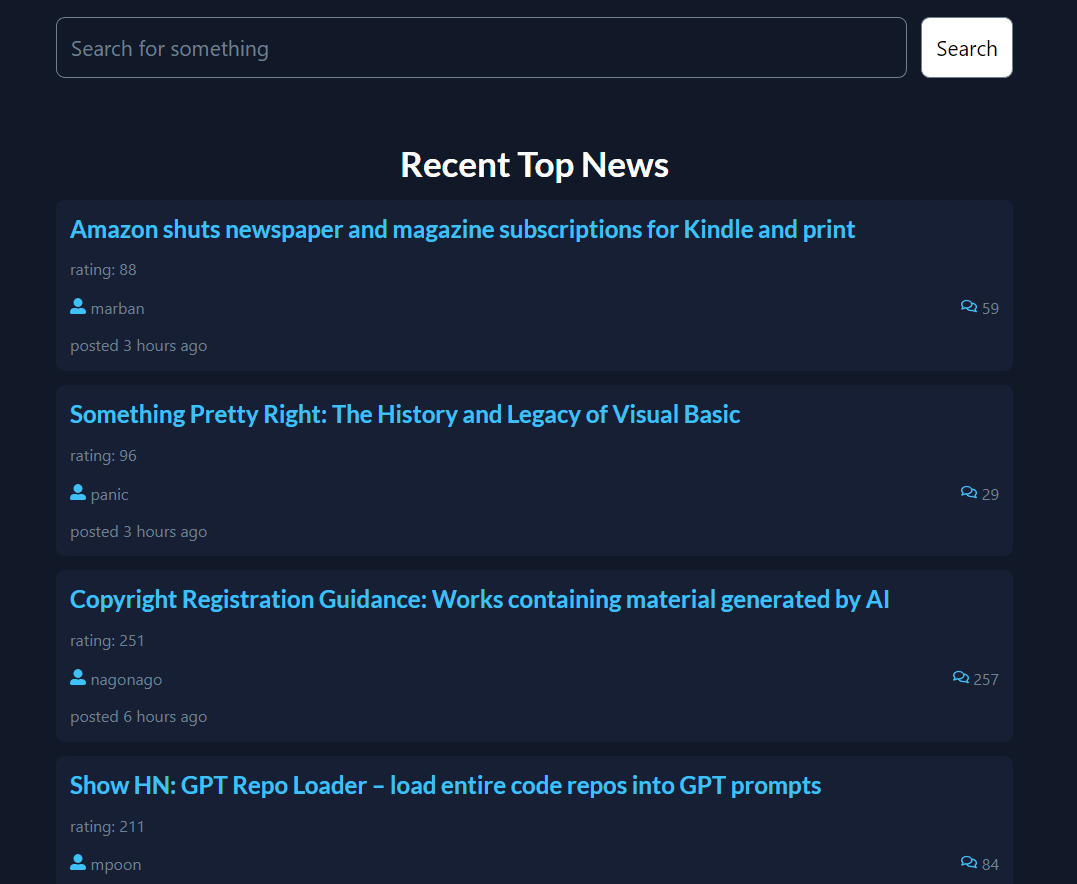 Search for something
Search
Recent Top News
Amazon shuts newspaper and magazine subscriptions for Kindle and print
rating: 88
marban
59
posted 3 hours ago
Something Pretty Right: The History and Legacy of Visual Basic
rating: 96
panic
29
posted 3 hours ago
Copyright Registration Guidance: Works containing material generated by AI
rating: 251
nagonago
257
posted 6 hours ago
Show HN: GPT Repo Loader – load entire code repos into GPT prompts
rating: 211
mpoon
84